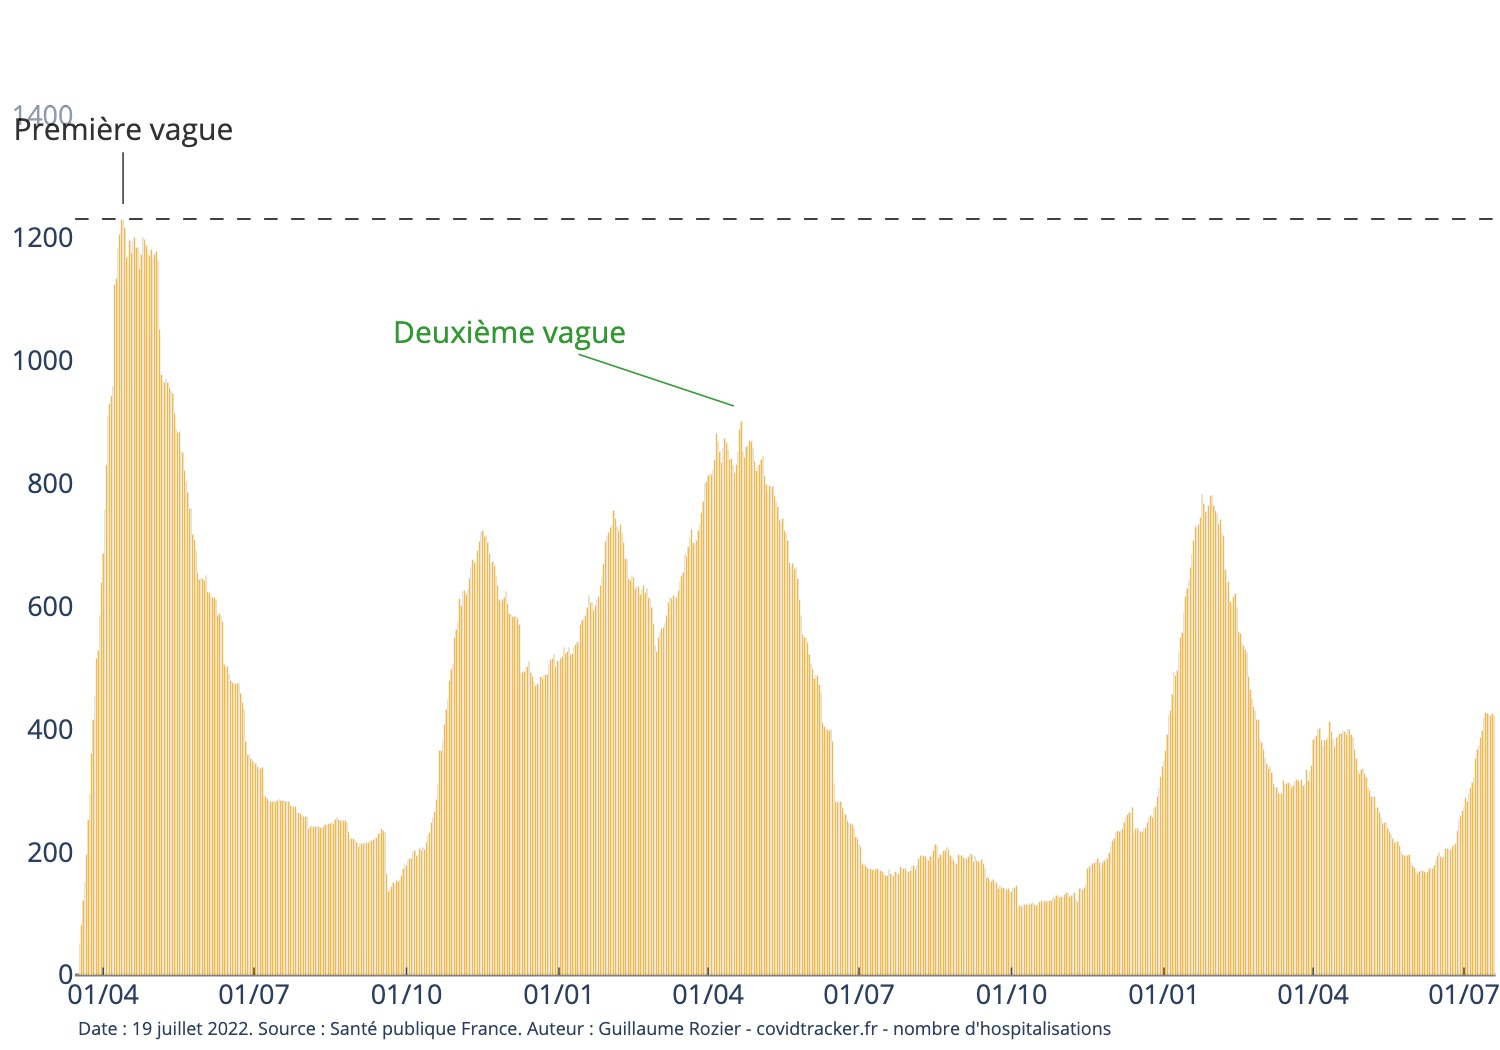 1400
Première vague
1200
Deuxième vague
1000
800
600
400
200
0
01/04 01/07 01/10 01/01 01/04 01/07 01/10 01/01 01/04 01/07
Date : 19 juillet 2022. Source : Santé publique France. Auteur : Guillaume Rozier - covidtracker.fr - nombre d'hospitalisations